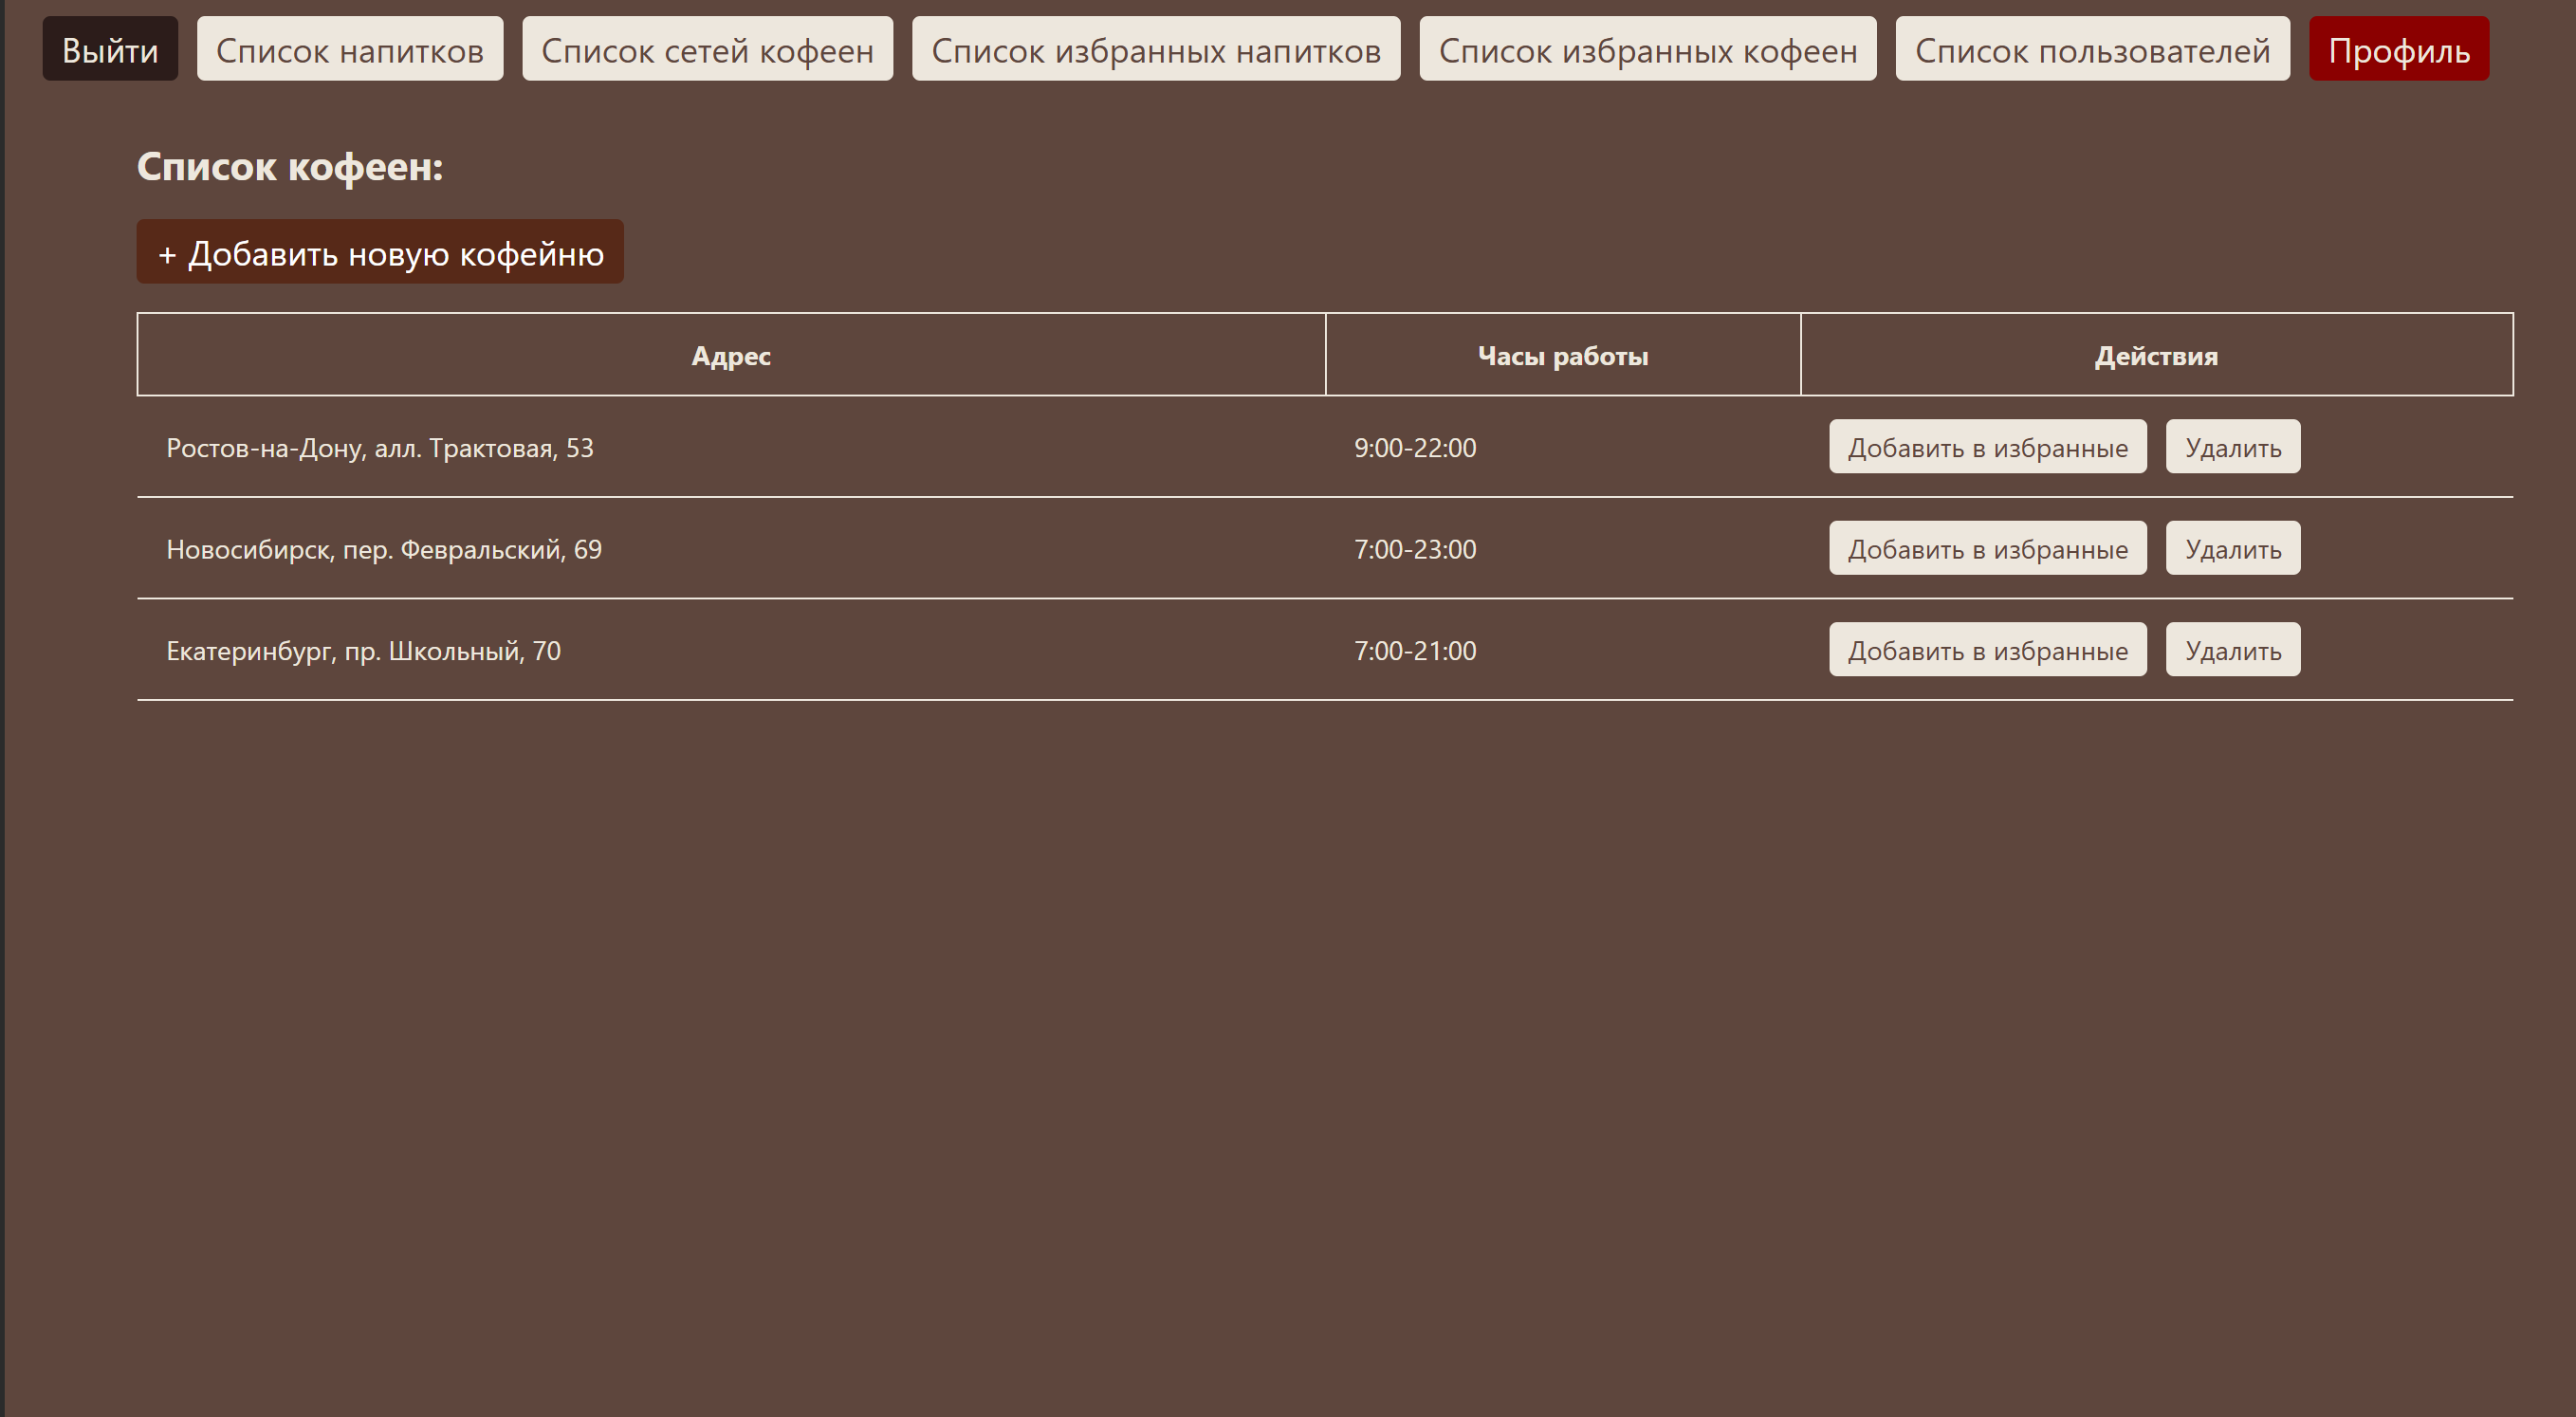 Выйти Список напитков Список сетей кофеен Список избранных напитков Список избранных кофеен Список пользователей Профиль
Список кофеен:
+ Добавить новую кофейню
Адрес Часы работы Действия
Ростов-на-Дону, алл. Трактовая, 53 9:00-22:00 Добавить в избранные Удалить
Новосибирск, пер. Февральский, 69 7:00-23:00 Добавить в избранные Удалить
Екатеринбург, пр. Школьный, 70 7:00-21:00 Добавить в избранные Удалить